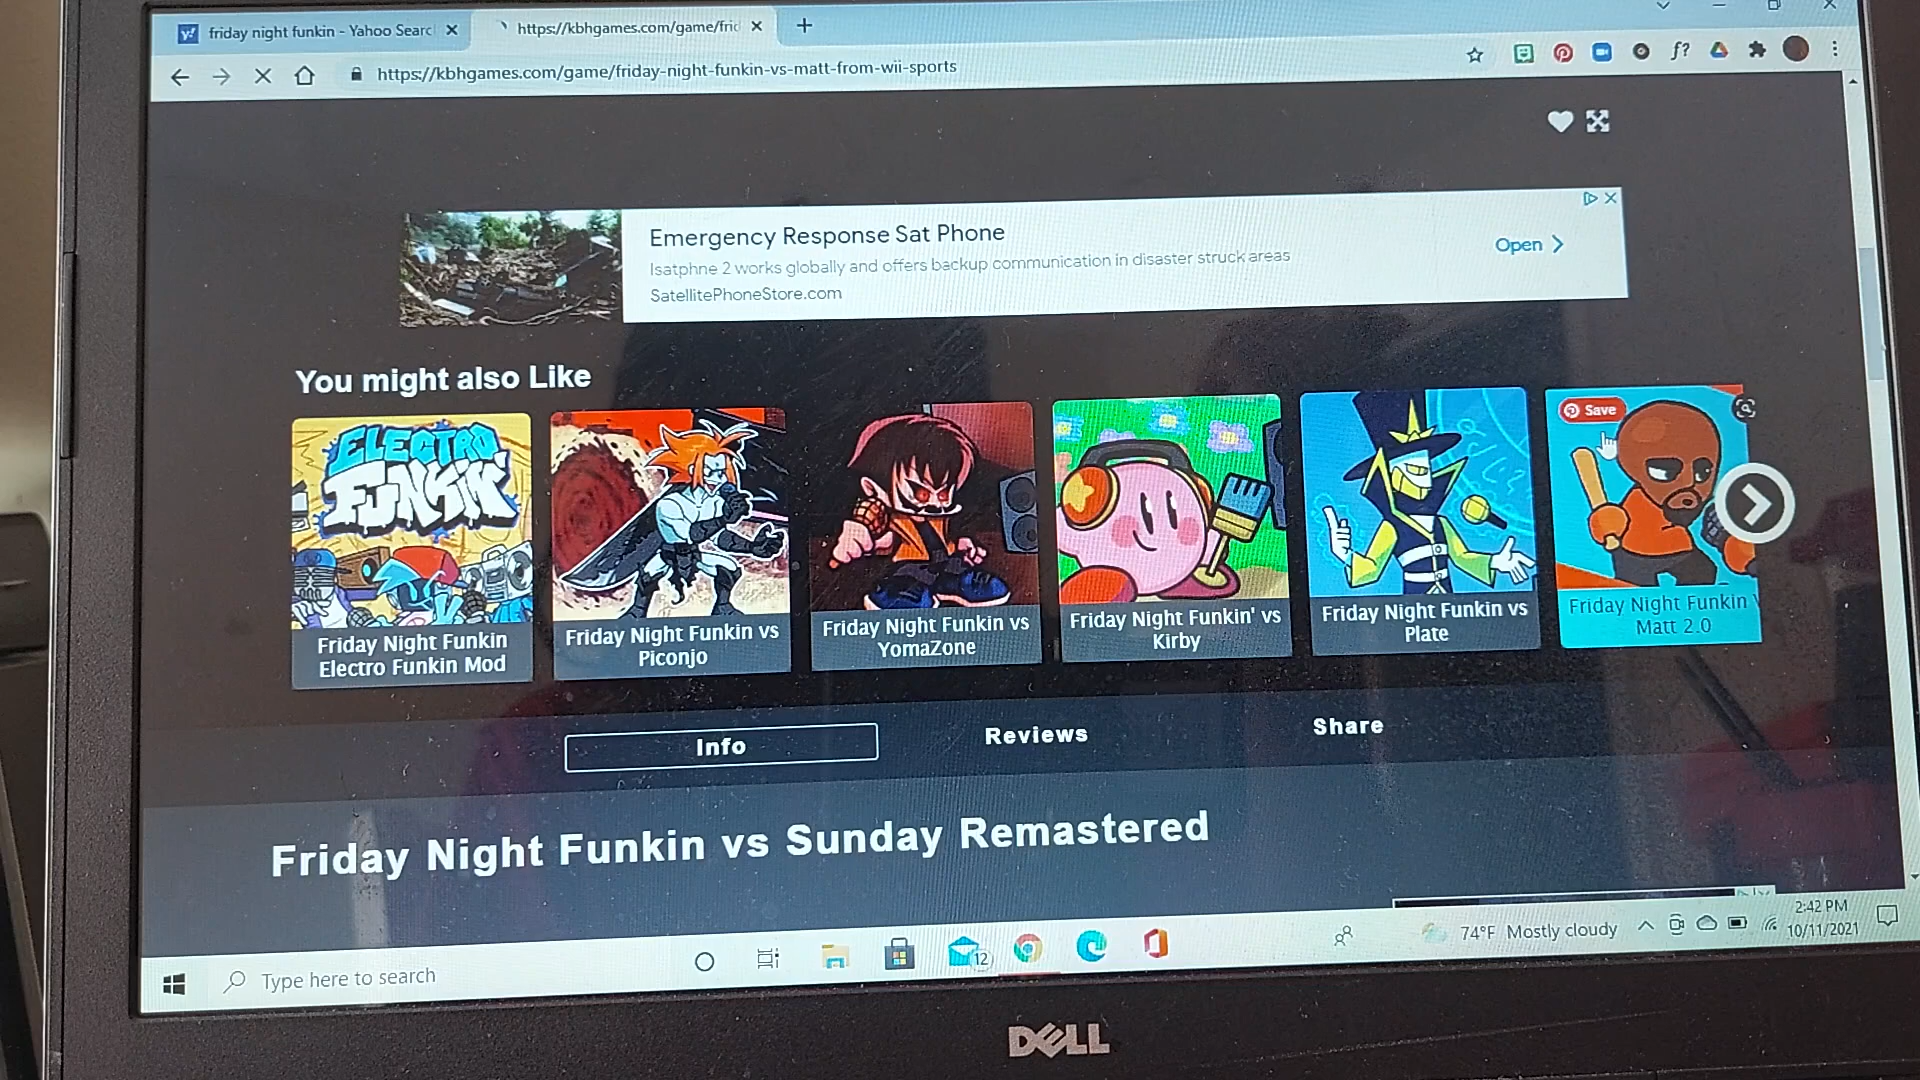 friday night funkin - Yahoo Searc
https://kbhgames.com/game/frid
https://kbhgames.com/game/friday-night-funkin-vs-matt-from-wii-sports
f?
Emergency Response Sat Phone
Isatphne 2 works globally and offers backup communication in disaster struck areas
SatellitePhoneStore.com
Open
You might also Like
ELECTRO
FUNKIN'
Save
Friday Night Funkin
Electro Funkin Mod
Friday Night Funkin vs
Piconjo
Friday Night Funkin vs
YomaZone
Friday Night Funkin' vs
Kirby
Friday Night Funkin vs
Plate
Friday Night Funkin V
Matt 2.0
Info
Reviews
Share
Friday Night Funkin vs Sunday Remastered
Type here to search
12
74°F Mostly cloudy
2:42 PM
10/11/2021
DELL